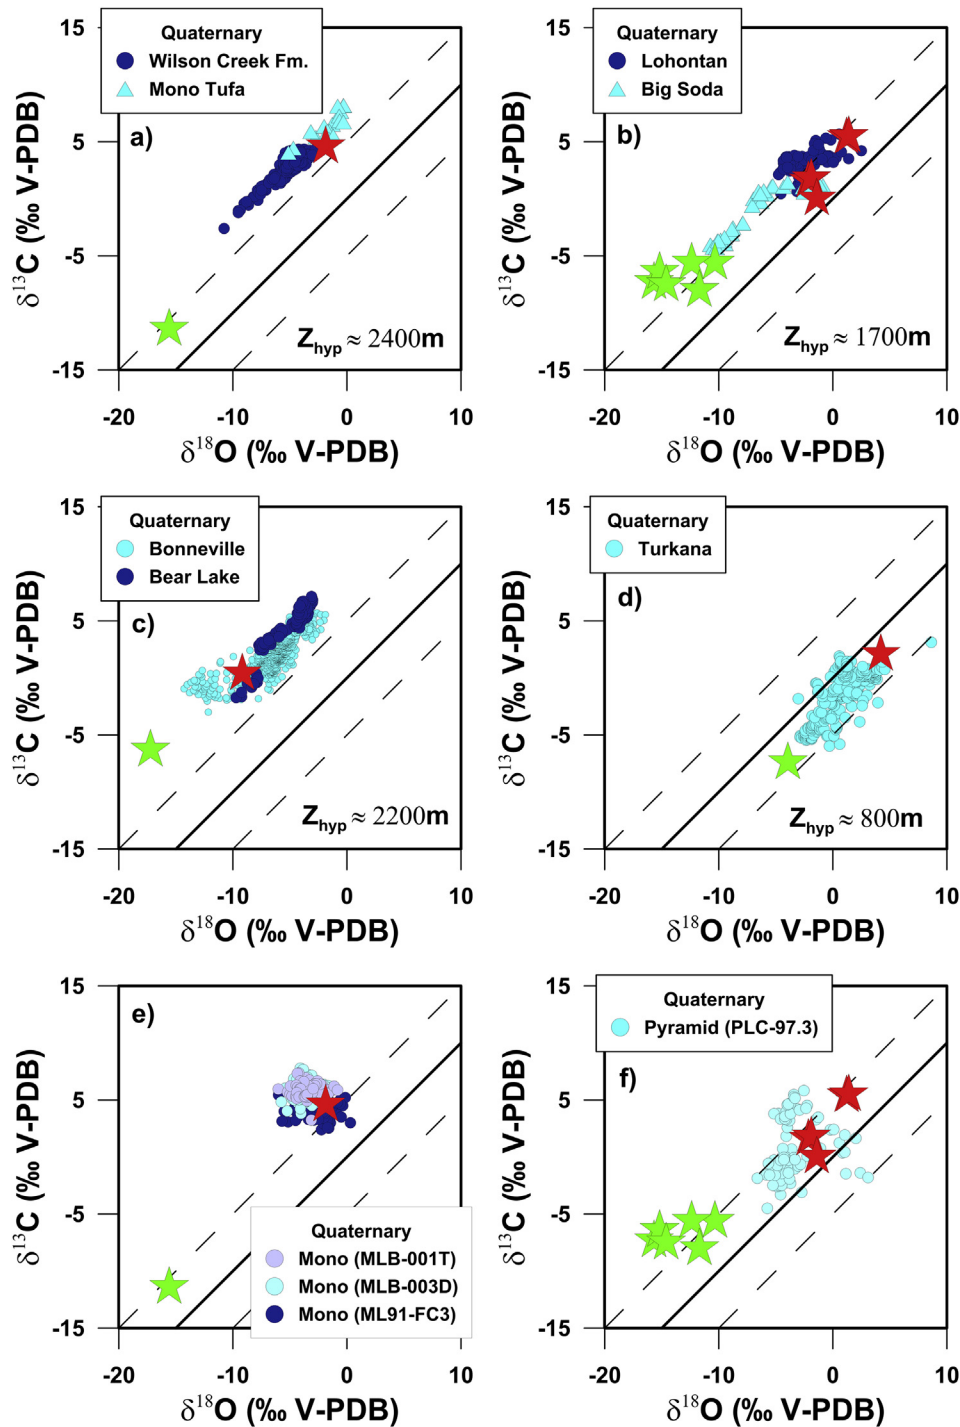 Quaternary
Wilson Creek Fm.
Mono Tufa
a)
15
5
-5
-15
δ¹³C (‰ V-PDB)
Z_hyp ≈ 2400m
-20 -10 0 10
δ¹⁸O (‰ V-PDB)
Quaternary
Lohontan
Big Soda
b)
15
5
-5
-15
δ¹³C (‰ V-PDB)
Z_hyp ≈ 1700m
-20 -10 0 10
δ¹⁸O (‰ V-PDB)
Quaternary
Bonneville
Bear Lake
c)
15
5
-5
-15
δ¹³C (‰ V-PDB)
Z_hyp ≈ 2200m
-20 -10 0 10
δ¹⁸O (‰ V-PDB)
Quaternary
Turkana
d)
15
5
-5
-15
δ¹³C (‰ V-PDB)
Z_hyp ≈ 800m
-20 -10 0 10
δ¹⁸O (‰ V-PDB)
e)
15
5
-5
-15
δ¹³C (‰ V-PDB)
Quaternary
Mono (MLB-001T)
Mono (MLB-003D)
Mono (ML91-FC3)
-20 -10 0 10
δ¹⁸O (‰ V-PDB)
Quaternary
Pyramid (PLC-97.3)
f)
15
5
-5
-15
δ¹³C (‰ V-PDB)
-20 -10 0 10
δ¹⁸O (‰ V-PDB)